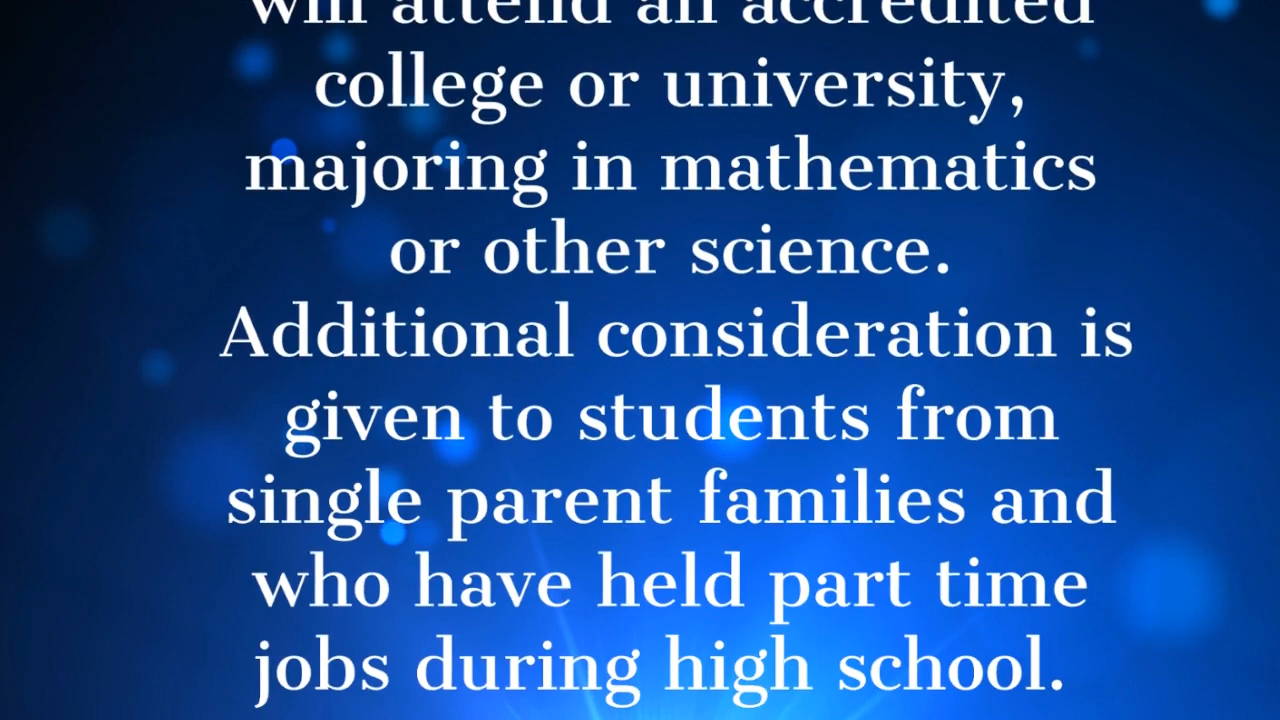 will attend an accredited
college or university,
majoring in mathematics
or other science.
Additional consideration is
given to students from
single parent families and
who have held part time
jobs during high school.